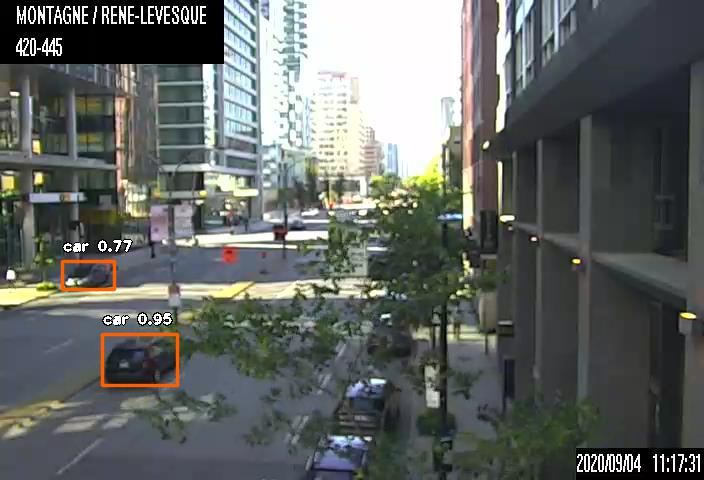 MONTAGNE / RENE-LEVESQUE
420-445
car 0.77
car 0.95
2020/09/04 11:17:31